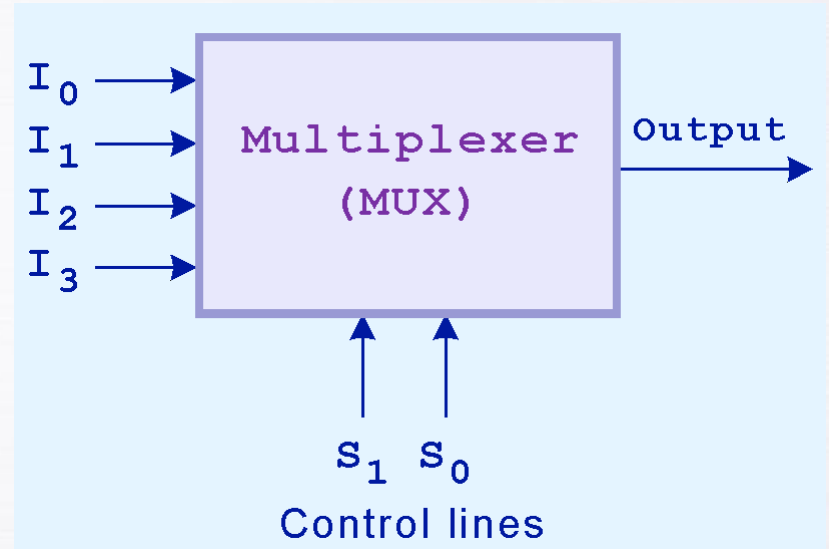 I₀
I₁
I₂
I₃
Multiplexer
(MUX)
Output
S₁ S₀
Control lines